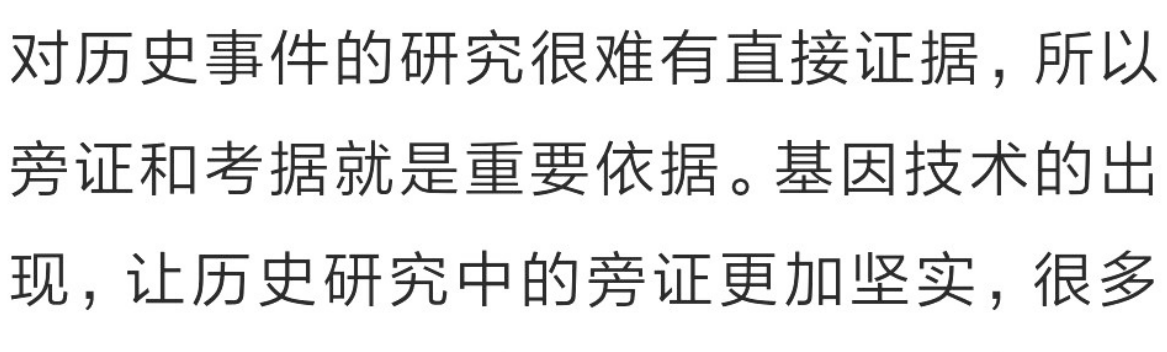 对历史事件的研究很难有直接证据，所以
旁证和考据就是重要依据。基因技术的出
现，让历史研究中的旁证更加坚实，很多